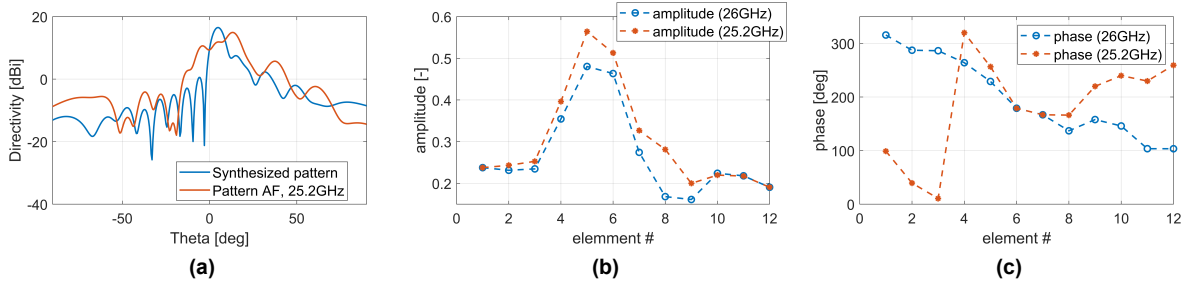 20
0
-20
-40
Directivity [dBi]
-50
0
50
Theta [deg]
Synthesized pattern
Pattern AF, 25.2GHz
(a)
0.6
0.5
0.4
0.3
0.2
amplitude [-]
0
2
4
6
8
10
12
elemment #
amplitude (26GHz)
amplitude (25.2GHz)
(b)
300
200
100
0
phase [deg]
0
2
4
6
8
10
12
element #
phase (26GHz)
phase (25.2GHz)
(c)